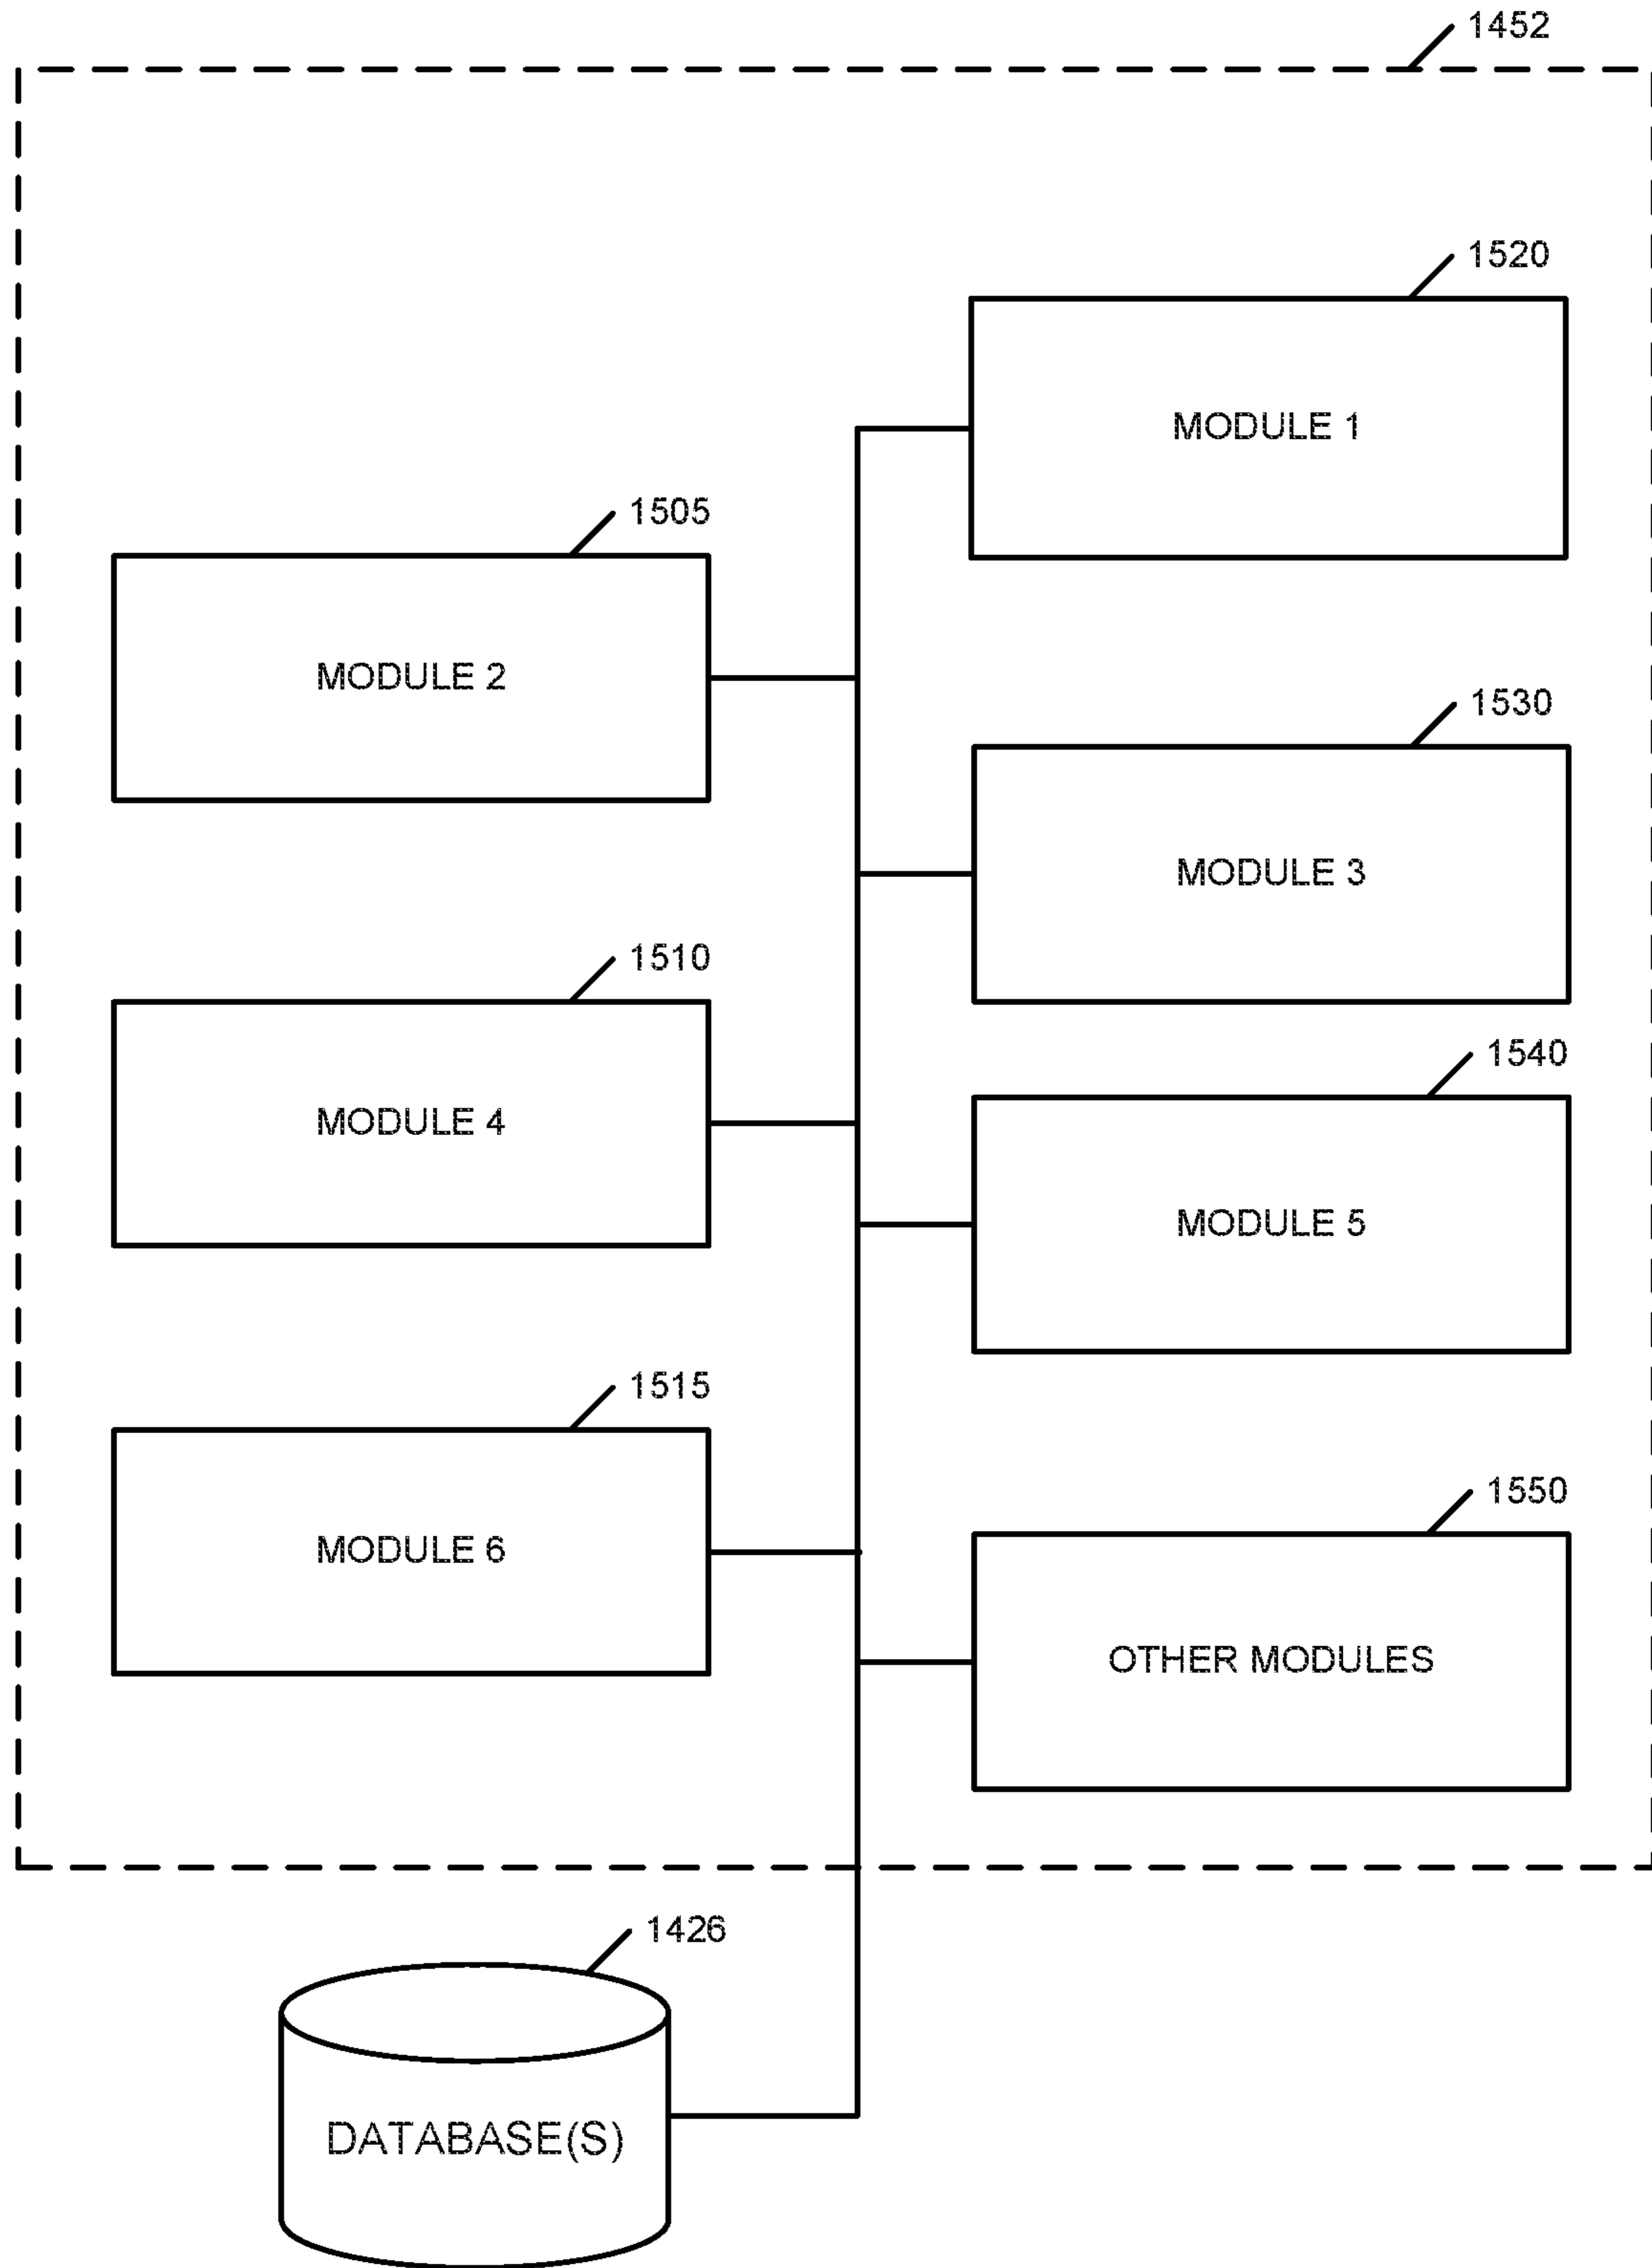 1452
1520
MODULE 1
1505
MODULE 2
1530
MODULE 3
1510
MODULE 4
1540
MODULE 5
1515
MODULE 6
1550
OTHER MODULES
1426
DATABASE(S)